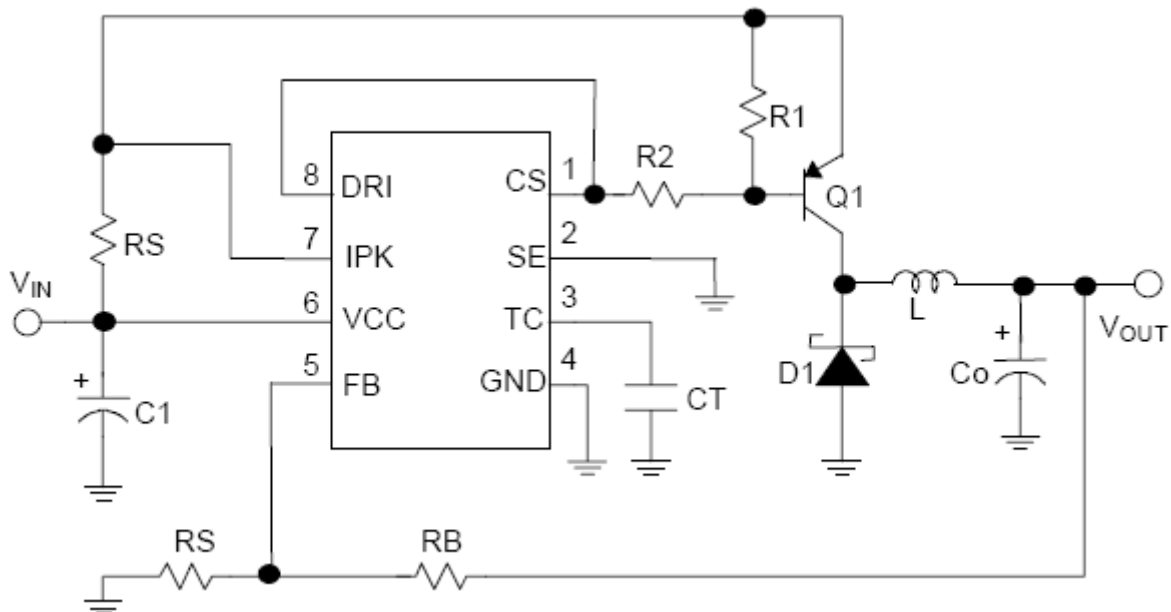 R1
R2
1
8
DRI
CS
Q1
RS
7
IPK
2
SE
VIN
6
VCC
3
TC
L
VOUT
+
C1
5
FB
4
GND
CT
D1
+
Co
RS
RB